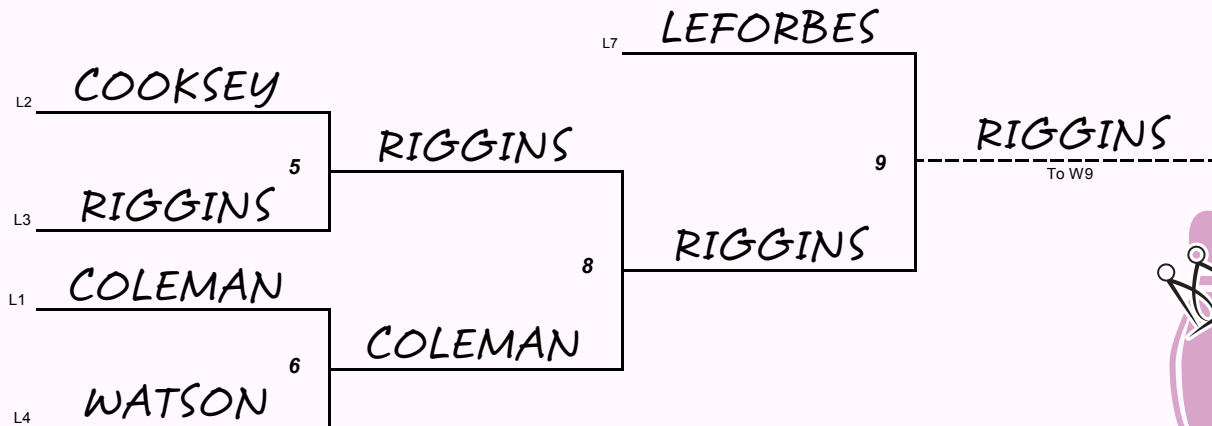 L7 LEFORBES
L2 COOKSEY
RIGGINS
RIGGINS
5
9
To W9
L3 RIGGINS
RIGGINS
8
L1 COLEMAN
COLEMAN
6
L4 WATSON